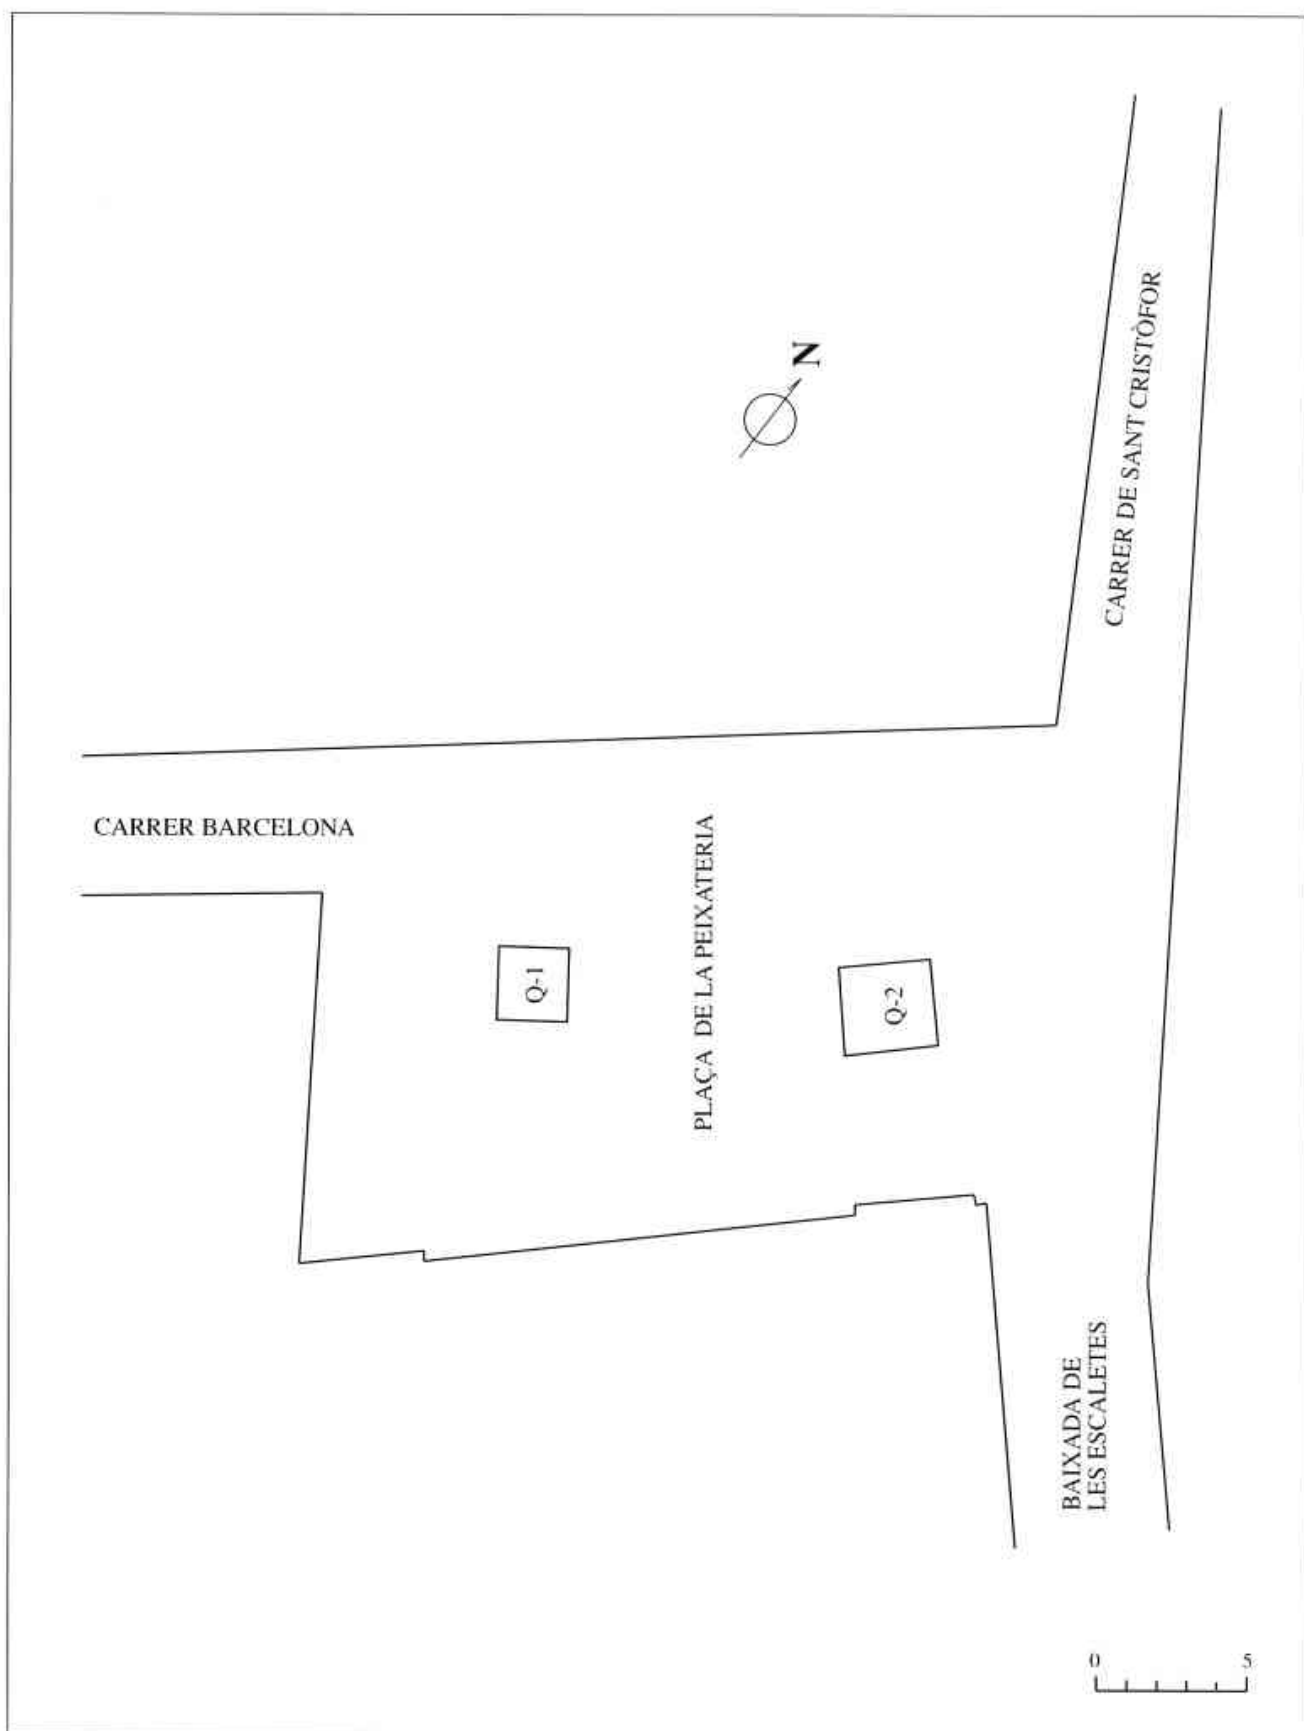 N
CARRER DE SANT CRISTÒFOR
CARRER BARCELONA
PLAÇA DE LA PEIXATERIA
Q-1
Q-2
BAIXADA DE
LES ESCALETES
0 5